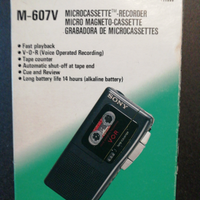 M-607V
MICROCASSETTE™-RECORDER
MICRO MAGNETO-CASSETTE
GRABADORA DE MICROCASSETTES
• Fast playback
• V·O·R (Voice Operated Recording)
• Tape counter
• Automatic shut-off at tape end
• Cue and Review
• Long battery life 14 hours (alkaline battery)
SONY
VOR